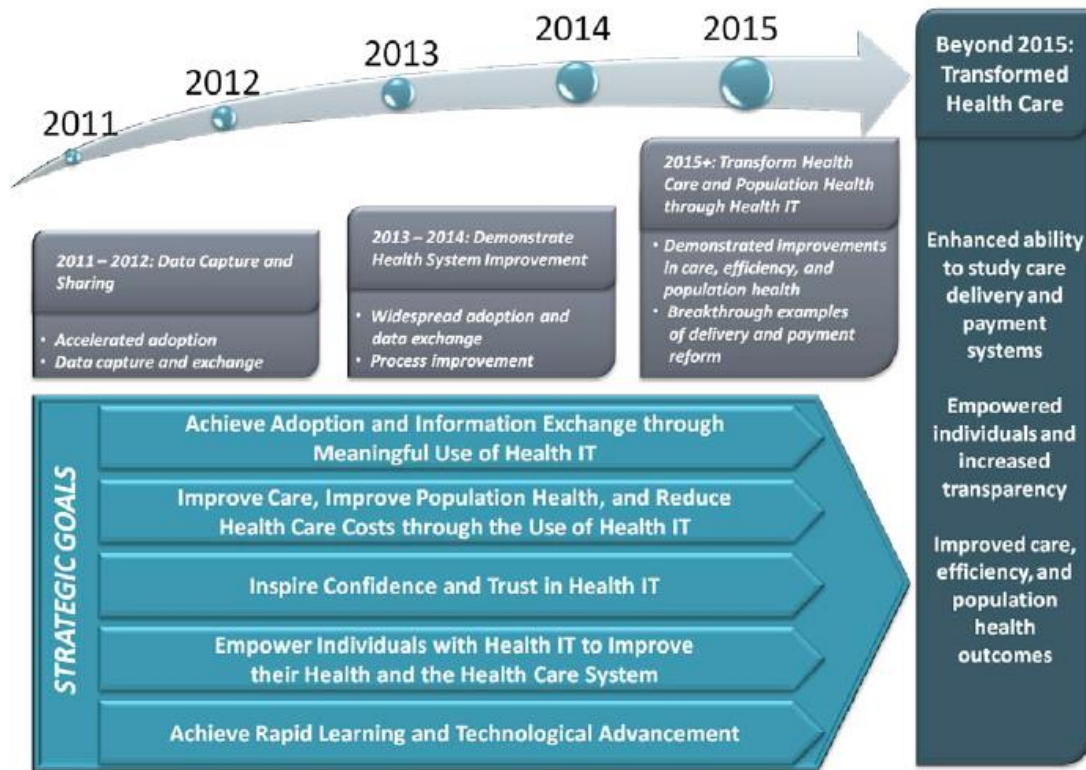 2011
2012
2013
2014
2015
Beyond 2015:
Transformed
Health Care
2011 – 2012: Data Capture and
Sharing
• Accelerated adoption
• Data capture and exchange
2013 – 2014: Demonstrate
Health System Improvement
• Widespread adoption and
data exchange
• Process improvement
2015+: Transform Health
Care and Population Health
through Health IT
• Demonstrated improvements
in care, efficiency, and
population health
• Breakthrough examples
of delivery and payment
reform
Enhanced ability
to study care
delivery and
payment
systems
Empowered
individuals and
increased
transparency
Improved care,
efficiency, and
population
health
outcomes
STRATEGIC GOALS
Achieve Adoption and Information Exchange through
Meaningful Use of Health IT
Improve Care, Improve Population Health, and Reduce
Health Care Costs through the Use of Health IT
Inspire Confidence and Trust in Health IT
Empower Individuals with Health IT to Improve
their Health and the Health Care System
Achieve Rapid Learning and Technological Advancement